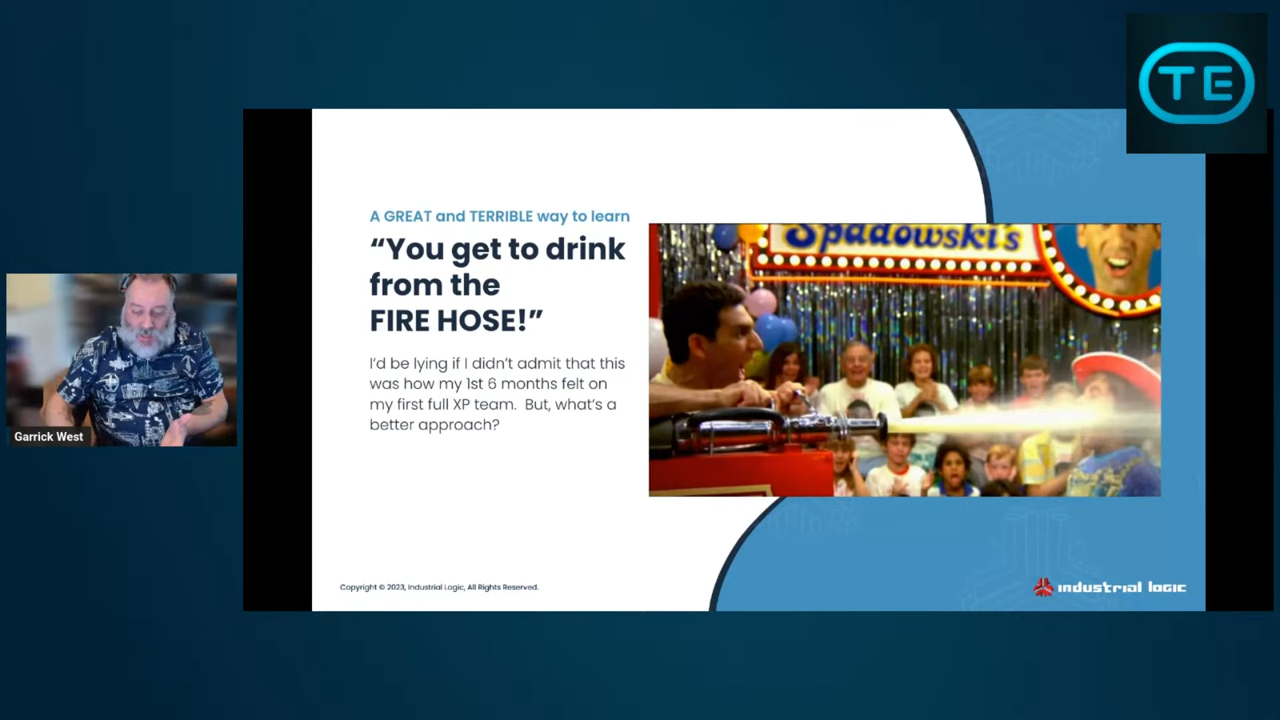 TE
A GREAT and TERRIBLE way to learn
“You get to drink
from the
FIRE HOSE!”
I'd be lying if I didn't admit that this
was how my 1st 6 months felt on
my first full XP team.  But, what's a
better approach?
Spadowski's
Garrick West
Copyright © 2023, Industrial Logic, All Rights Reserved.
industrial logic